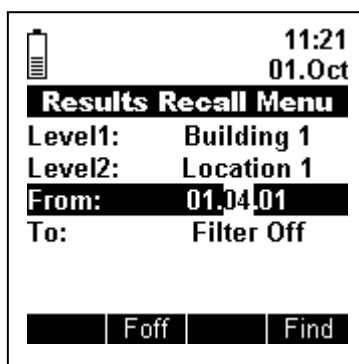 11:21
01.Oct
Results Recall Menu
Level1: Building 1
Level2: Location 1
From: 01.04.01
To: Filter Off
Foff Find